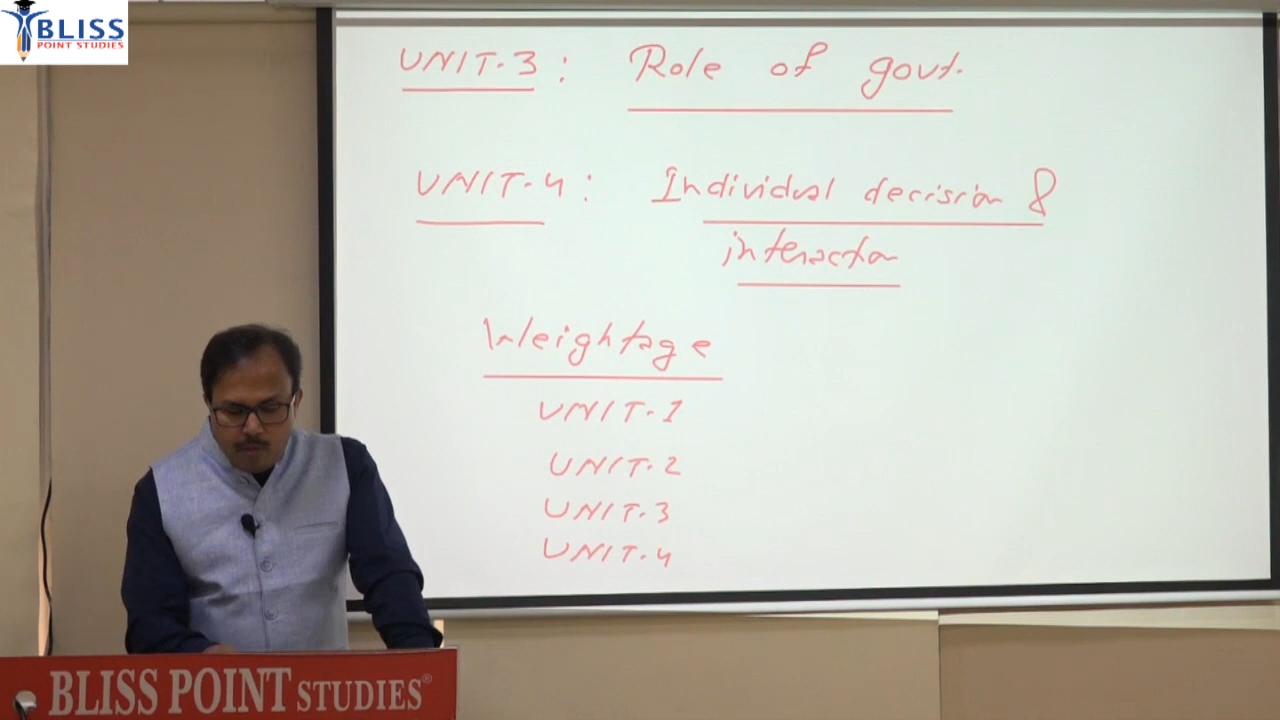 BLISS
POINT STUDIES
UNIT-3 : Role of govt.
UNIT-4 : Individual decision &
interaction
Weightage
UNIT-1
UNIT-2
UNIT-3
UNIT-4
BLISS POINT STUDIES®